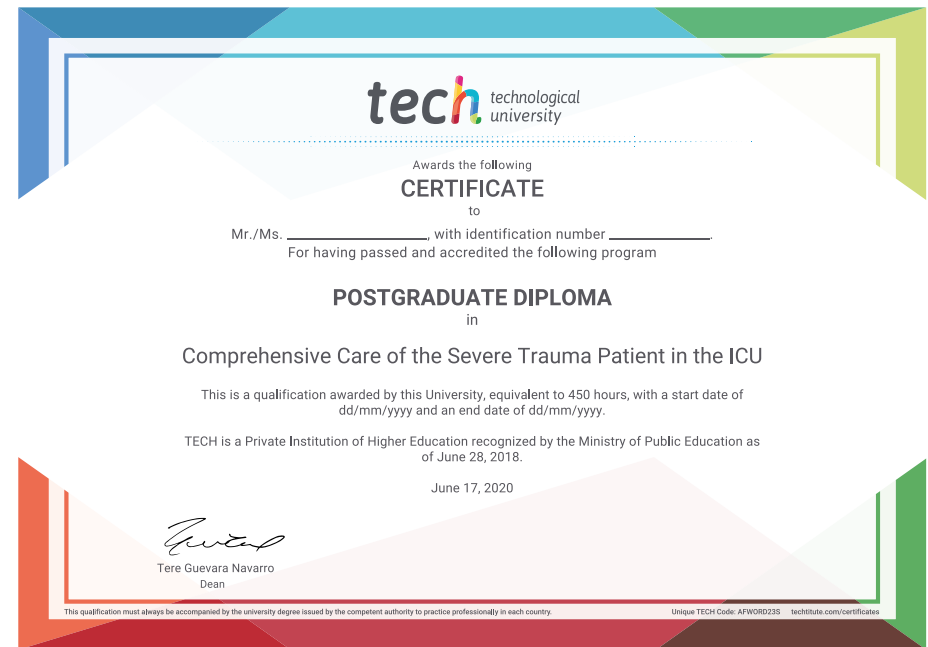 tech technological
university
Awards the following
CERTIFICATE
to
Mr./Ms. ____________________, with identification number ______________.
For having passed and accredited the following program
POSTGRADUATE DIPLOMA
in
Comprehensive Care of the Severe Trauma Patient in the ICU
This is a qualification awarded by this University, equivalent to 450 hours, with a start date of
dd/mm/yyyy and an end date of dd/mm/yyyy.
TECH is a Private Institution of Higher Education recognized by the Ministry of Public Education as
of June 28, 2018.
June 17, 2020
Tere Guevara Navarro
Dean
This qualification must always be accompanied by the university degree issued by the competent authority to practice professionally in each country. Unique TECH Code: AFWORD23S techtitute.com/certificates